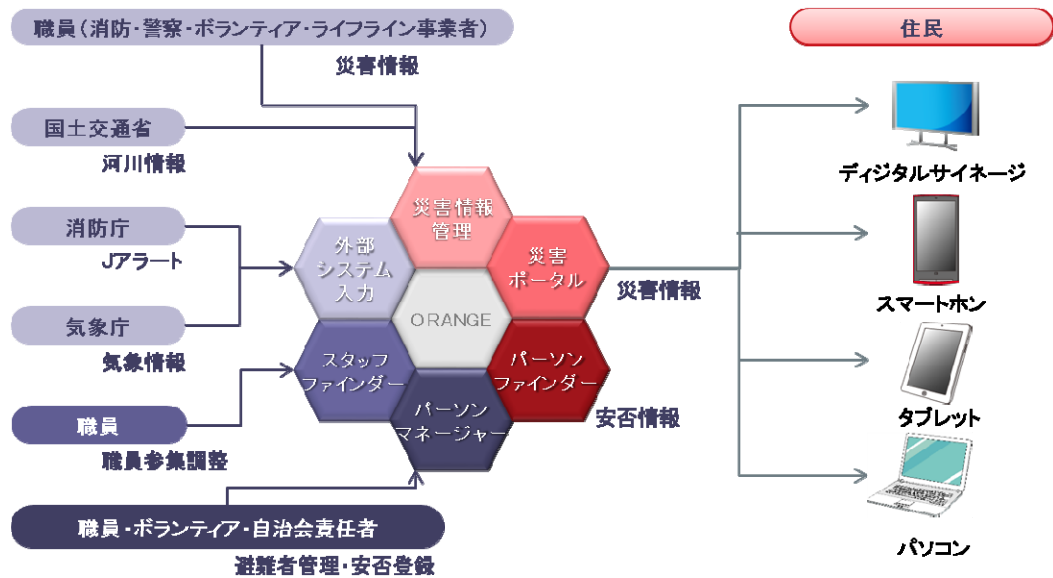 職員(消防・警察・ボランティア・ライフライン事業者)
災害情報
国土交通省
河川情報
消防庁
Jアラート
気象庁
気象情報
職員
職員参集調整
職員・ボランティア・自治会責任者
避難者管理・安否登録
災害情報
管理
外部
システム
入力
災害
ポータル
ORANGE
スタッフ
ファインダー
パーソン
ファインダー
パーソン
マネージャー
災害情報
安否情報
住民
ディジタルサイネージ
スマートホン
タブレット
パソコン